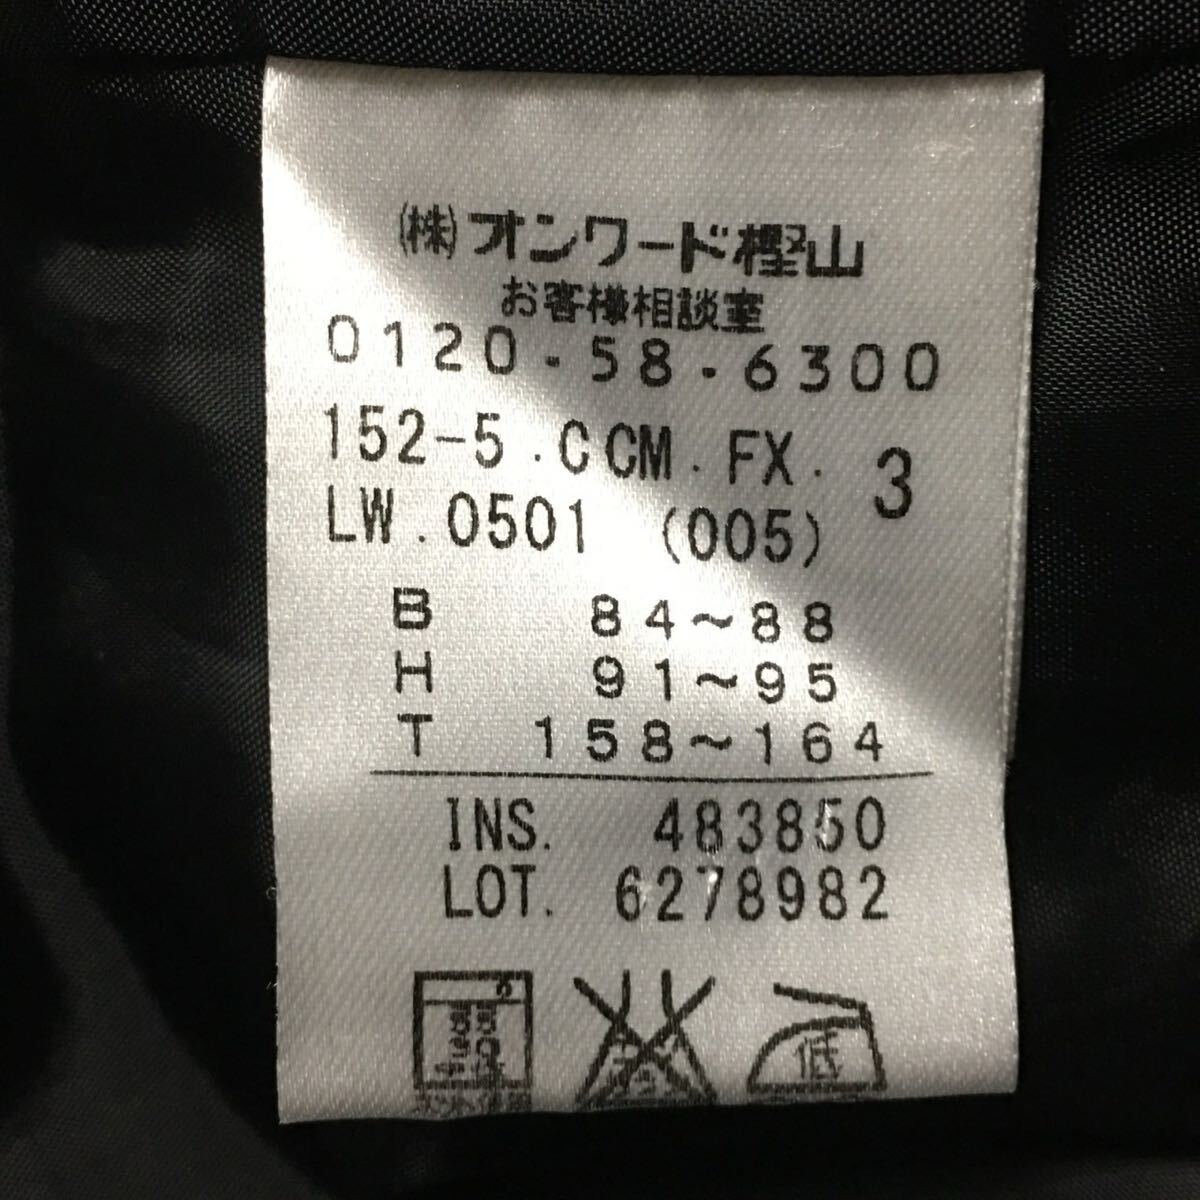 (株)オンワード樫山
お客様相談室
0120-58-6300
152-5.CCM.FX. 3
LW.0501 (005)
B 84~88
H 91~95
T 158~164
INS. 483850
LOT. 6278982
低